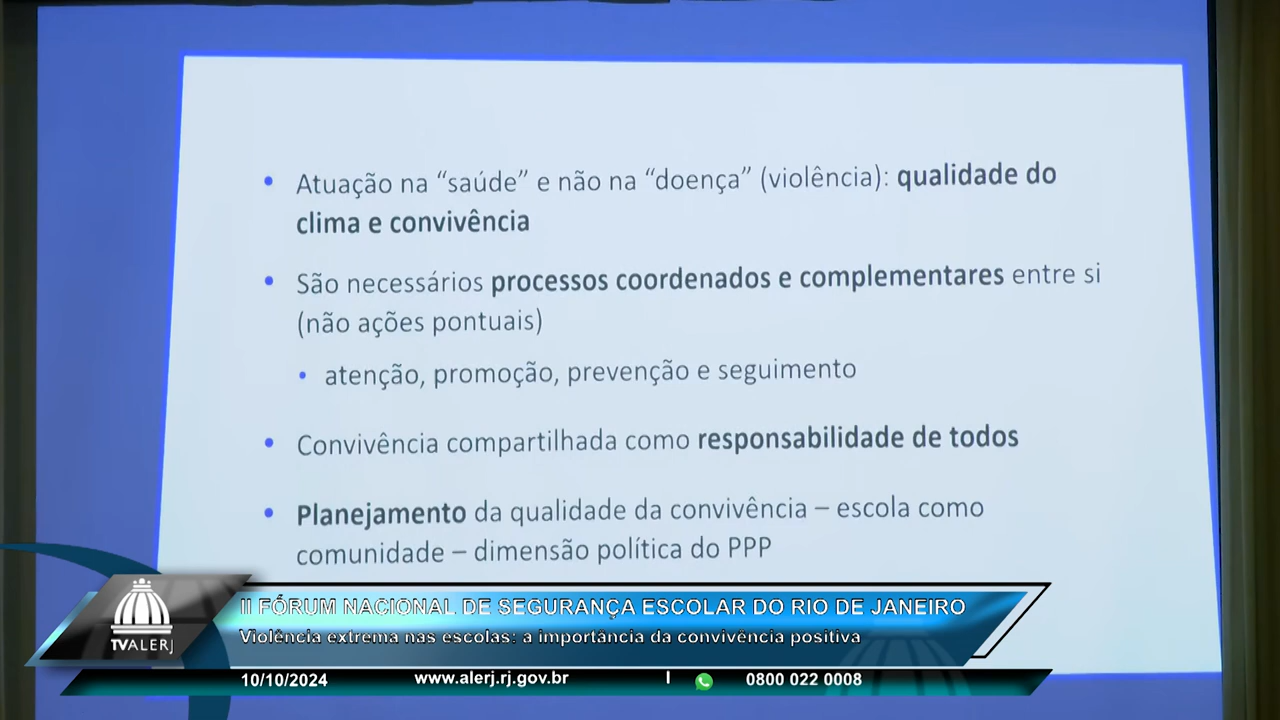 • Atuação na “saúde” e não na “doença” (violência): qualidade do
clima e convivência
• São necessários processos coordenados e complementares entre si
(não ações pontuais)
• atenção, promoção, prevenção e seguimento
• Convivência compartilhada como responsabilidade de todos
• Planejamento da qualidade da convivência – escola como
comunidade – dimensão política do PPP
II FÓRUM NACIONAL DE SEGURANÇA ESCOLAR DO RIO DE JANEIRO
Violência extrema nas escolas: a importância da convivência positiva
TVALERJ
10/10/2024 www.alerj.rj.gov.br | 0800 022 0008